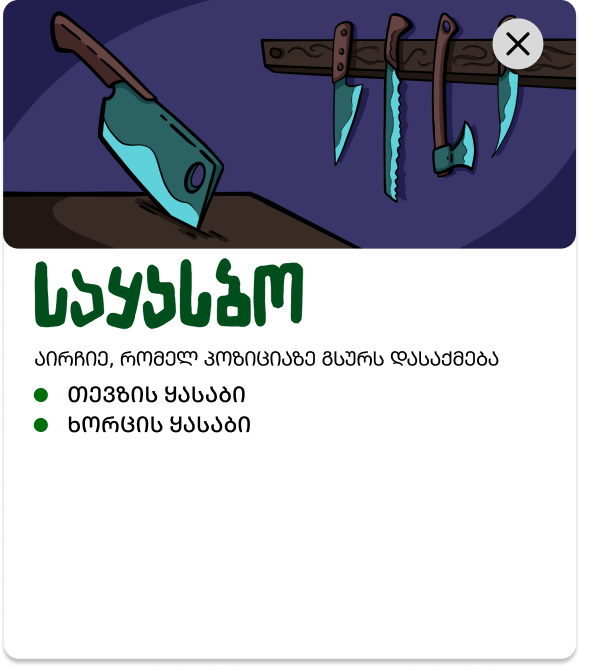 საყასბო
აირჩიე, რომელ პოზიციაზე გსურს დასაქმება
თევზის ყასაბი
ხორცის ყასაბი